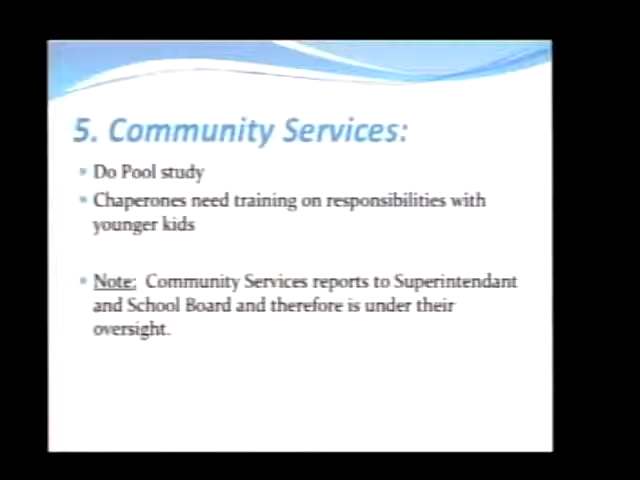 5. Community Services:
Do Pool study
Chaperones need training on responsibilities with
younger kids
Note: Community Services reports to Superintendant
and School Board and therefore is under their
oversight.